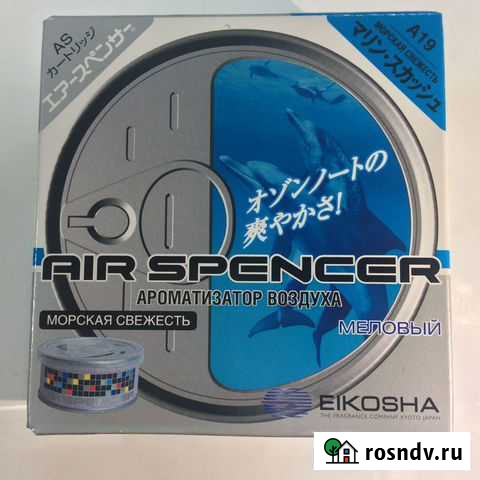 AS
カートリッジ
エアースペンサー
A19
МОРСКАЯ СВЕЖЕСТЬ
マリン・スカッシュ
オゾンノートの
爽やかさ!
AIR SPENCER
АРОМАТИЗАТОР ВОЗДУХА
МОРСКАЯ СВЕЖЕСТЬ
МЕЛОВЫЙ
EIKOSHA
THE FRAGRANCE COMPANY KYOTO JAPAN
rosndv.ru